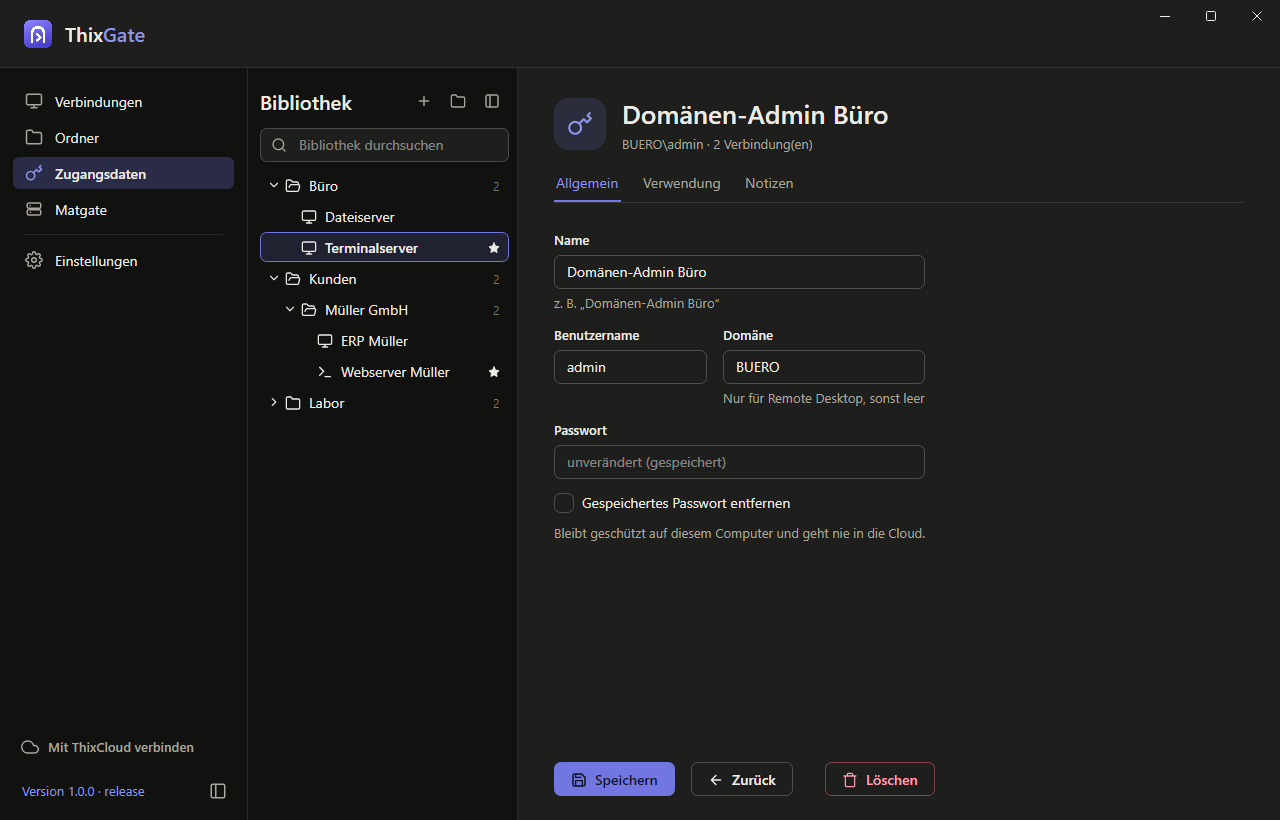 ThixGate
Verbindungen
Ordner
Zugangsdaten
Matgate
Einstellungen
Mit ThixCloud verbinden
Version 1.0.0 · release
Bibliothek
Bibliothek durchsuchen
Büro 2
Dateiserver
Terminalserver
Kunden 2
Müller GmbH 2
ERP Müller
Webserver Müller
Labor 2
Domänen-Admin Büro
BUERO\admin · 2 Verbindung(en)
Allgemein Verwendung Notizen
Name
Domänen-Admin Büro
z. B. „Domänen-Admin Büro“
Benutzername Domäne
admin BUERO
Nur für Remote Desktop, sonst leer
Passwort
unverändert (gespeichert)
Gespeichertes Passwort entfernen
Bleibt geschützt auf diesem Computer und geht nie in die Cloud.
Speichern Zurück Löschen